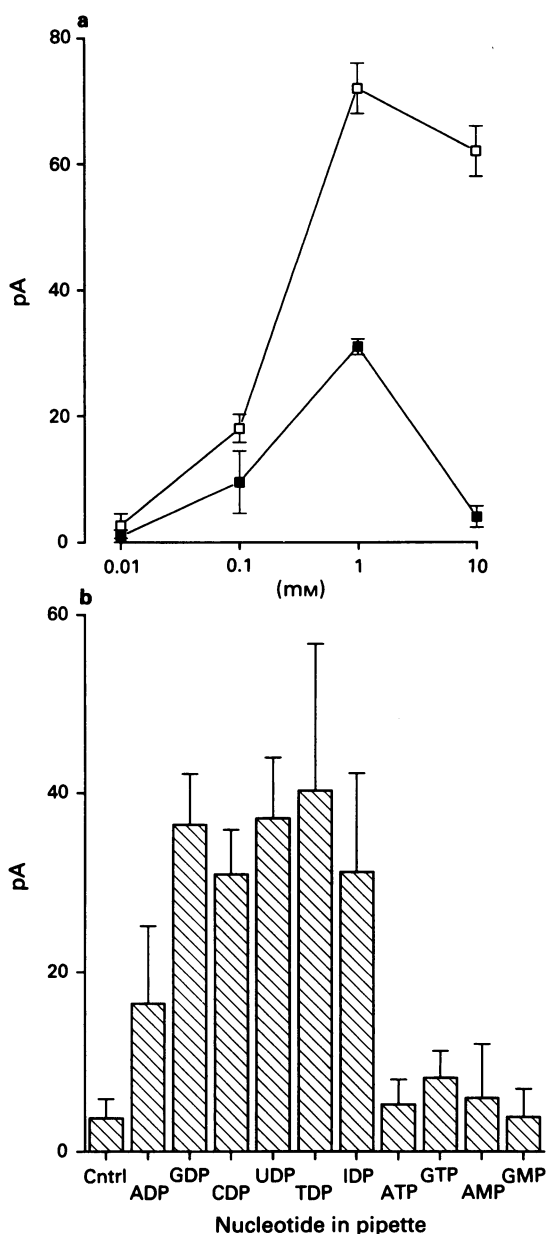 a
80
60
40
20
0
pA
0.01 0.1 1 10
(mM)
b
60
40
20
0
pA
Cntrl ADP GDP CDP UDP TDP IDP ATP GTP AMP GMP
Nucleotide in pipette